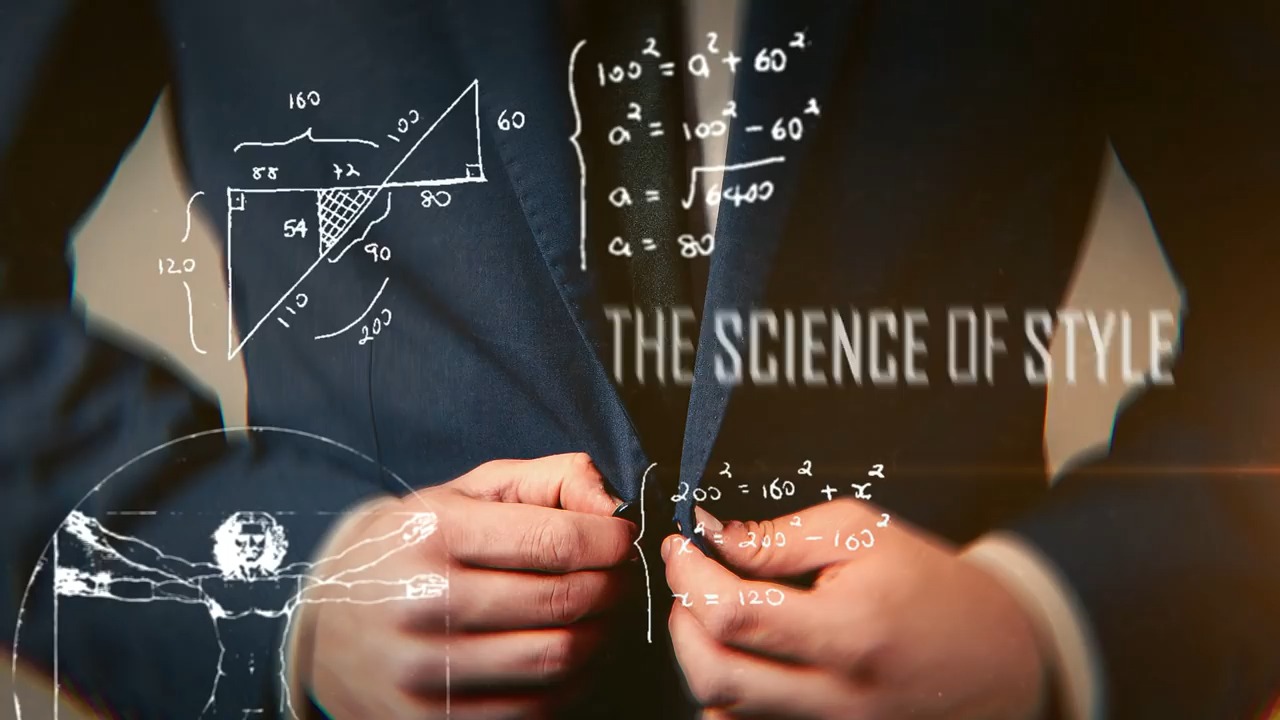 160
100
60
88
72
80
54
90
120
110
200
100² = a² + 60²
a² = 100² - 60²
a = √6400
a = 80
THE SCIENCE OF STYLE
200² = 160² + x²
x² = 200² - 160²
x = 120